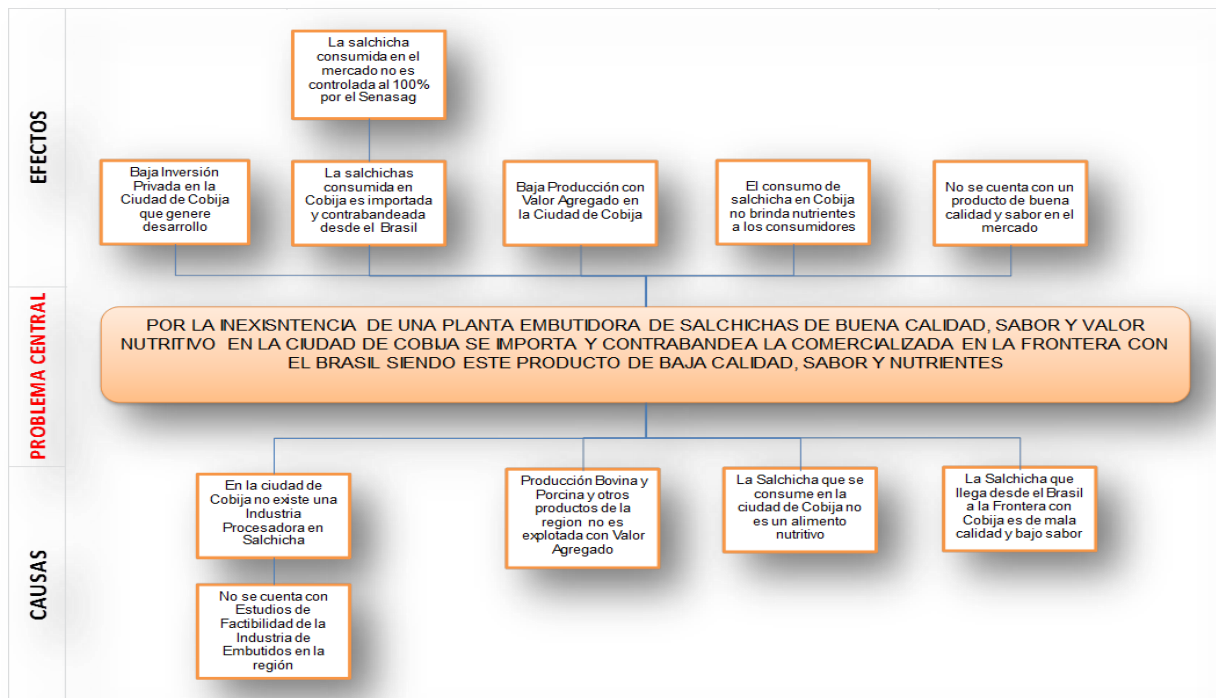 EFECTOS
La salchicha
consumida en el
mercado no es
controlada al 100%
por el Senasag
Baja Inversión
Privada en la
Ciudad de Cobija
que genere
desarrollo
La salchichas
consumida en
Cobija es importada
y contrabandeada
desde el Brasil
Baja Producción con
Valor Agregado en
la Ciudad de Cobija
El consumo de
salchicha en Cobija
no brinda nutrientes
a los consumidores
No se cuenta con un
producto de buena
calidad y sabor en el
mercado
PROBLEMA CENTRAL
POR LA INEXISNTENCIA DE UNA PLANTA EMBUTIDORA DE SALCHICHAS DE BUENA CALIDAD, SABOR Y VALOR
NUTRITIVO EN LA CIUDAD DE COBIJA SE IMPORTA Y CONTRABANDEA LA COMERCIALIZADA EN LA FRONTERA CON
EL BRASIL SIENDO ESTE PRODUCTO DE BAJA CALIDAD, SABOR Y NUTRIENTES
CAUSAS
En la ciudad de
Cobija no existe una
Industria
Procesadora en
Salchicha
Producción Bovina y
Porcina y otros
productos de la
region no es
explotada con Valor
Agregado
La Salchicha que se
consume en la
ciudad de Cobija no
es un alimento
nutritivo
La Salchicha que
llega desde el Brasil
a la Frontera con
Cobija es de mala
calidad y bajo sabor
No se cuenta con
Estudios de
Factibilidad de la
Industria de
Embutidos en la
región